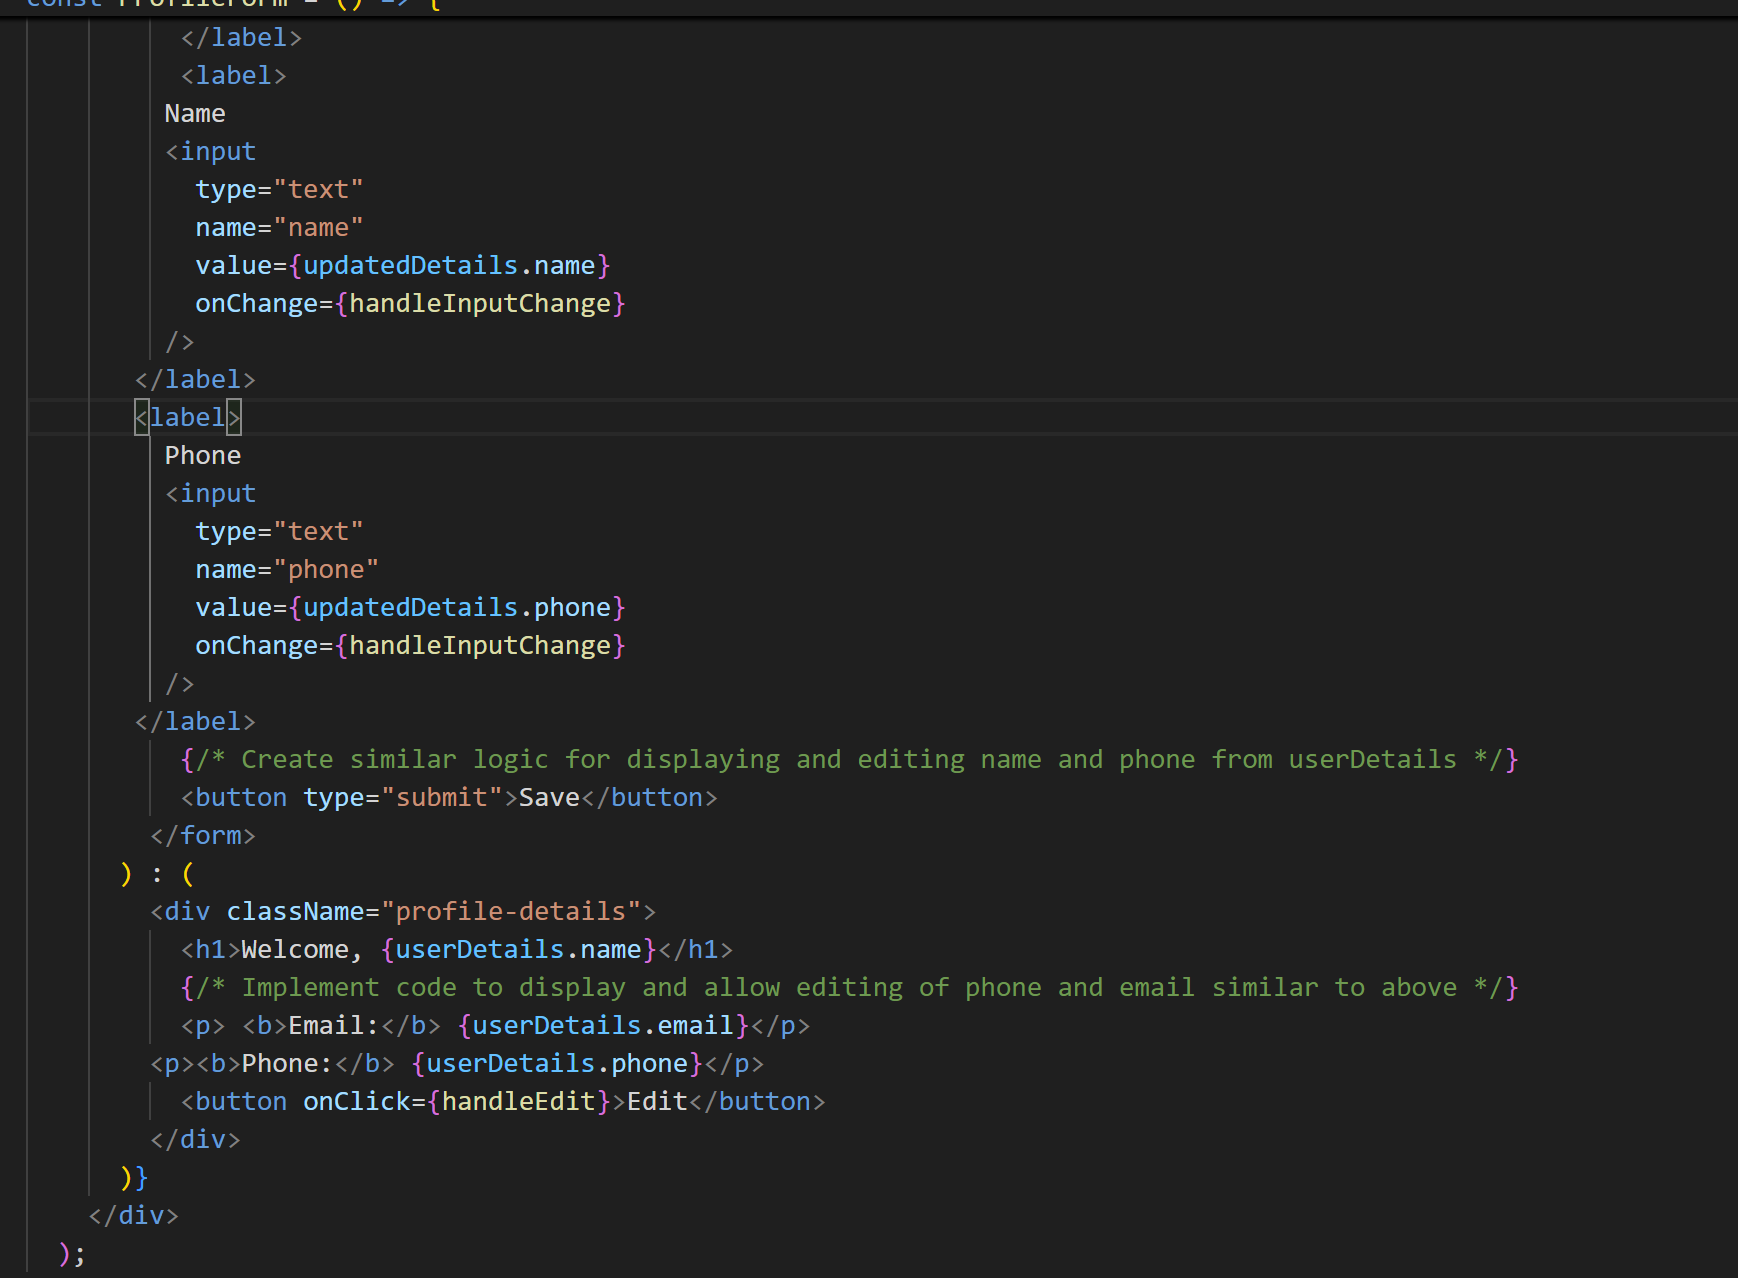 const ProfileForm = () => {
</label>
<label>
Name
<input
type="text"
name="name"
value={updatedDetails.name}
onChange={handleInputChange}
/>
</label>
<label>
Phone
<input
type="text"
name="phone"
value={updatedDetails.phone}
onChange={handleInputChange}
/>
</label>
{/* Create similar logic for displaying and editing name and phone from userDetails */}
<button type="submit">Save</button>
</form>
) : (
<div className="profile-details">
<h1>Welcome, {userDetails.name}</h1>
{/* Implement code to display and allow editing of phone and email similar to above */}
<p> <b>Email:</b> {userDetails.email}</p>
<p><b>Phone:</b> {userDetails.phone}</p>
<button onClick={handleEdit}>Edit</button>
</div>
)}
</div>
);